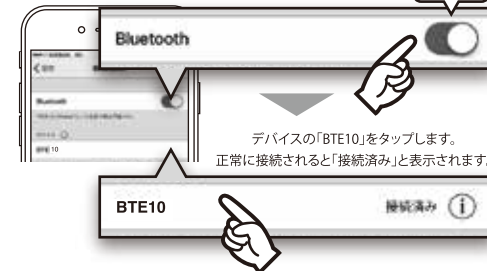 Bluetooth
Bluetooth
BTE10
デバイスの「BTE10」をタップします。
正常に接続されると「接続済み」と表示されます。
BTE10
接続済み